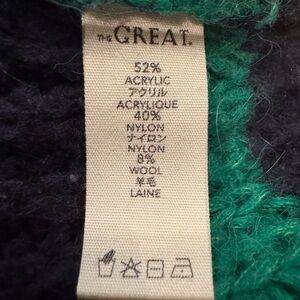 THE GREAT.
52%
ACRYLIC
アクリル
ACRYLIQUE
40%
NYLON
ナイロン
NYLON
8%
WOOL
羊毛
LAINE